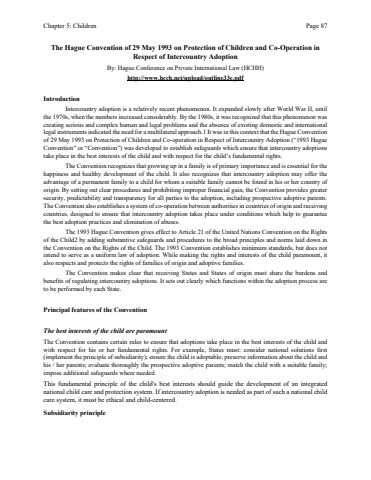 Chapter 5: Children Page 87
The Hague Convention of 29 May 1993 on Protection of Children and Co-Operation in
Respect of Intercountry Adoption
By: Hague Conference on Private International Law (HCHH)
http://www.hcch.net/upload/outline33e.pdf
Introduction
Intercountry adoption is a relatively recent phenomenon. It expanded slowly after World War II, until
the 1970s, when the numbers increased considerably. By the 1980s, it was recognized that this phenomenon was
creating serious and complex human and legal problems and the absence of existing domestic and international
legal instruments indicated the need for a multilateral approach.1 It was in this context that the Hague Convention
of 29 May 1993 on Protection of Children and Co-operation in Respect of Intercountry Adoption ("1993 Hague
Convention" or "Convention") was developed to establish safeguards which ensure that intercountry adoptions
take place in the best interests of the child and with respect for the child's fundamental rights.
The Convention recognizes that growing up in a family is of primary importance and is essential for the
happiness and healthy development of the child. It also recognizes that intercountry adoption may offer the
advantage of a permanent family to a child for whom a suitable family cannot be found in his or her country of
origin. By setting out clear procedures and prohibiting improper financial gain, the Convention provides greater
security, predictability and transparency for all parties to the adoption, including prospective adoptive parents.
The Convention also establishes a system of co-operation between authorities in countries of origin and receiving
countries, designed to ensure that intercountry adoption takes place under conditions which help to guarantee
the best adoption practices and elimination of abuses.
The 1993 Hague Convention gives effect to Article 21 of the United Nations Convention on the Rights
of the Child2 by adding substantive safeguards and procedures to the broad principles and norms laid down in
the Convention on the Rights of the Child. The 1993 Convention establishes minimum standards, but does not
intend to serve as a uniform law of adoption. While making the rights and interests of the child paramount, it
also respects and protects the rights of families of origin and adoptive families.
The Convention makes clear that receiving States and States of origin must share the burdens and
benefits of regulating intercountry adoptions. It sets out clearly which functions within the adoption process are
to be performed by each State.
Principal features of the Convention
The best interests of the child are paramount
The Convention contains certain rules to ensure that adoptions take place in the best interests of the child and
with respect for his or her fundamental rights. For example, States must: consider national solutions first
(implement the principle of subsidiarity); ensure the child is adoptable; preserve information about the child and
his / her parents; evaluate thoroughly the prospective adoptive parents; match the child with a suitable family;
impose additional safeguards where needed.
This fundamental principle of the child's best interests should guide the development of an integrated
national child care and protection system. If intercountry adoption is needed as part of such a national child
care system, it must be ethical and child-centered.
Subsidiarity principle